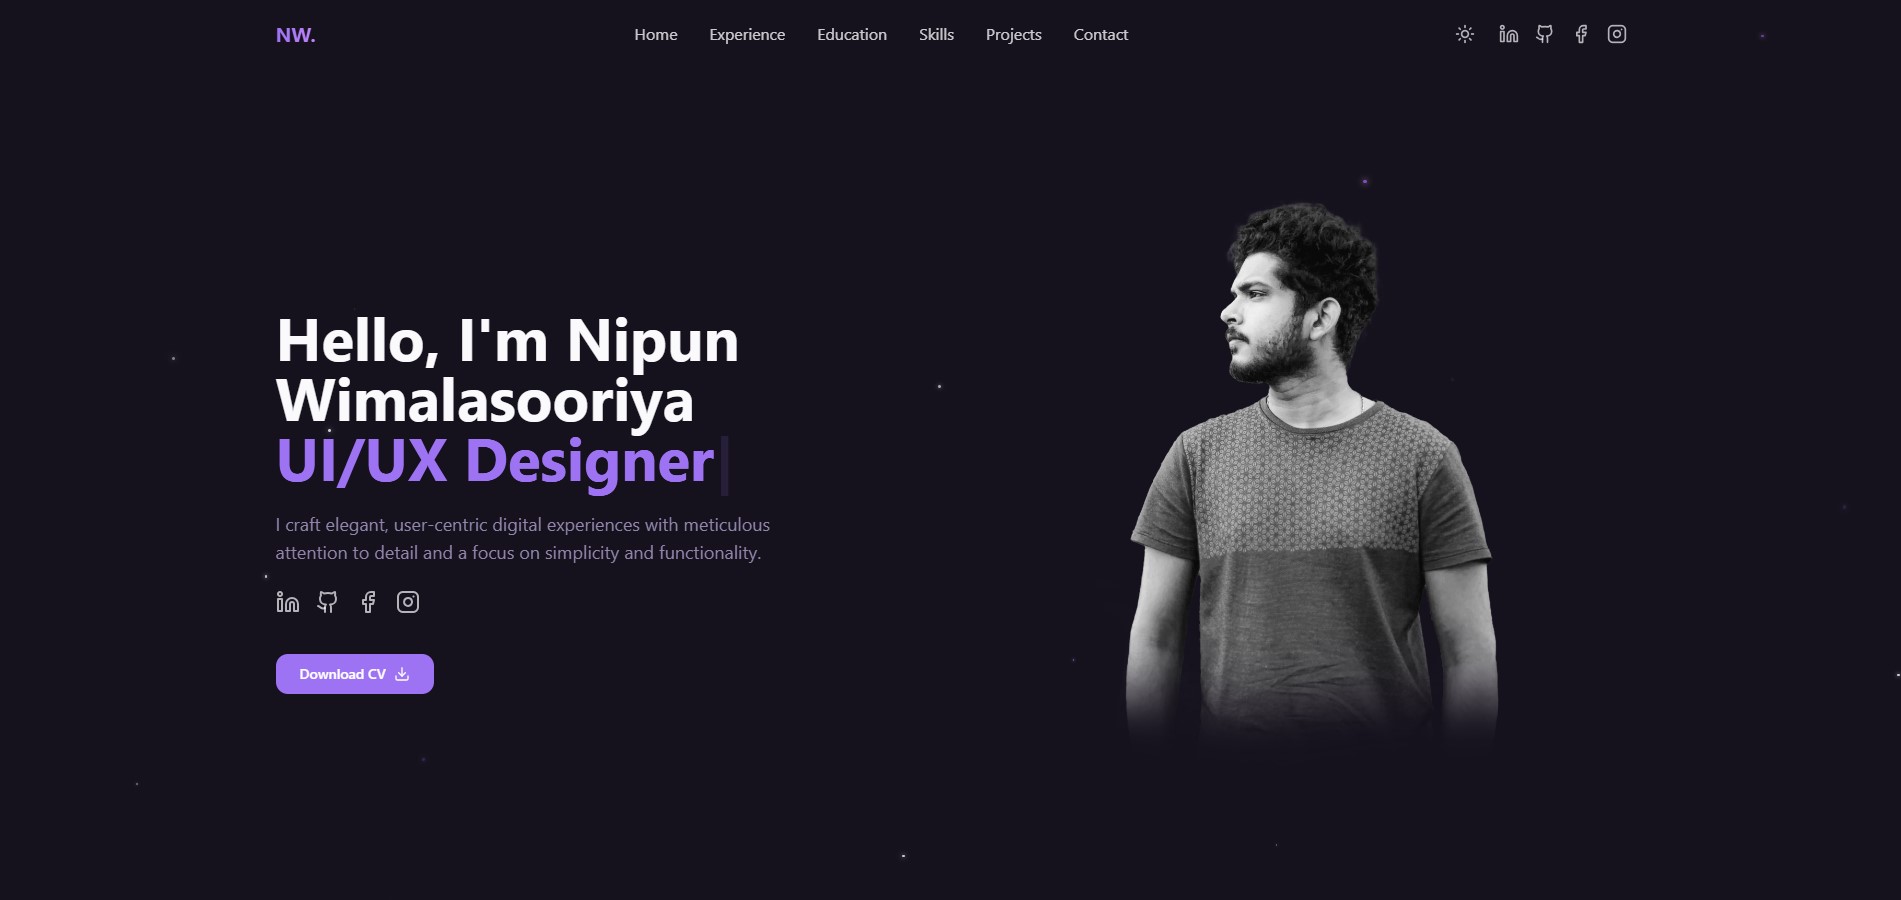 NW.
Home Experience Education Skills Projects Contact
Hello, I'm Nipun
Wimalasooriya
UI/UX Designer|
I craft elegant, user-centric digital experiences with meticulous
attention to detail and a focus on simplicity and functionality.
Download CV